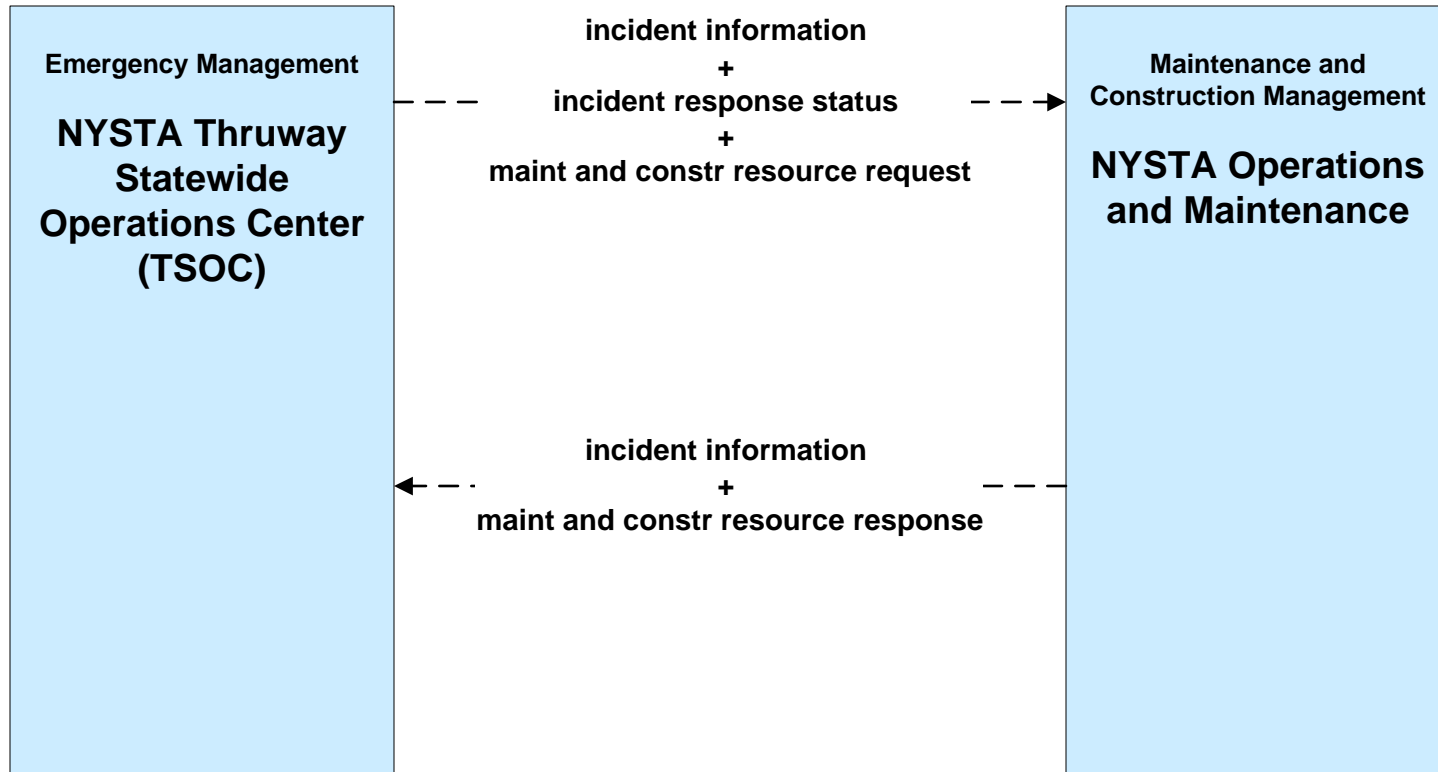 Emergency Management
NYSTA Thruway
Statewide
Operations Center
(TSOC)
incident information
+
incident response status
+
maint and constr resource request
Maintenance and
Construction Management
NYSTA Operations
and Maintenance
incident information
+
maint and constr resource response